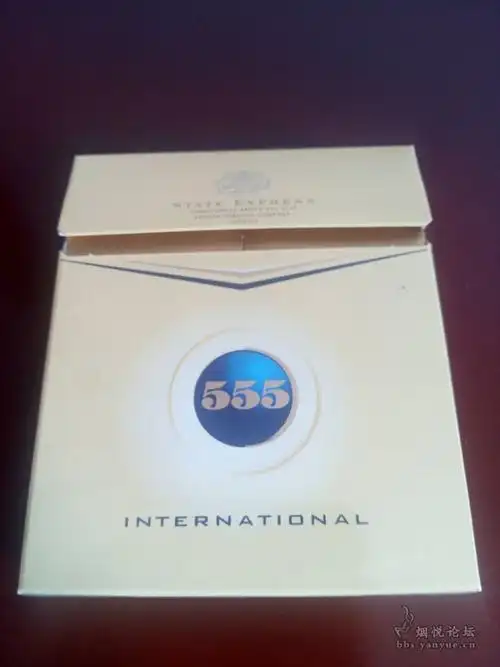 STATE EXPRESS
555
INTERNATIONAL
烟悦论坛
bbs.yanyue.cn